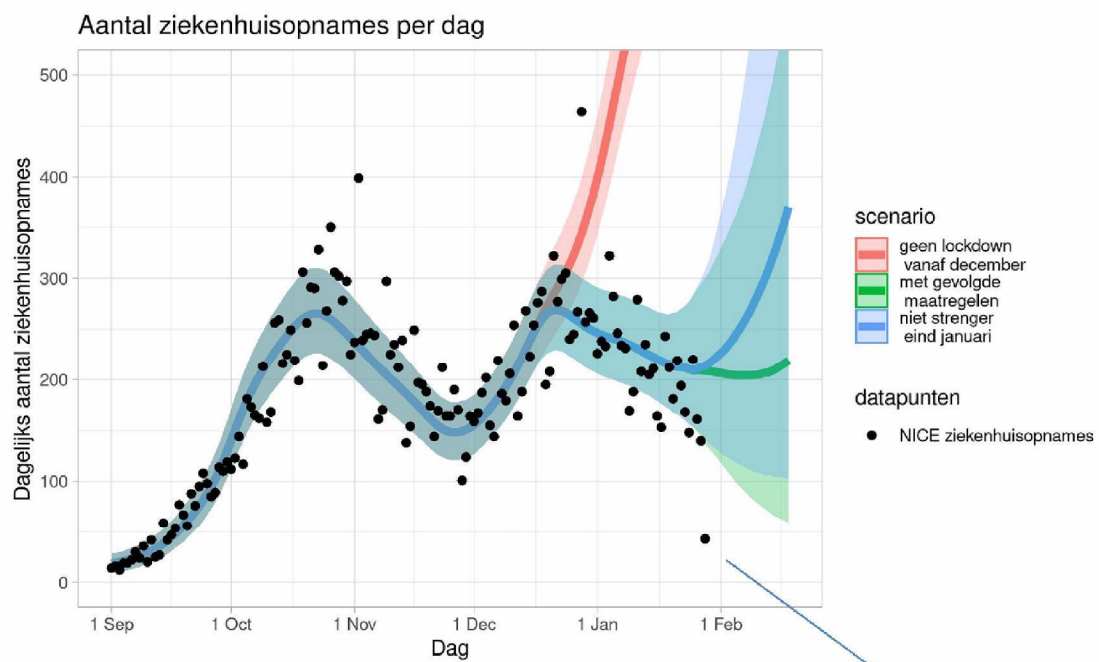 Aantal ziekenhuisopnames per dag
Dagelijks aantal ziekenhuisopnames
500
400
300
200
100
0
1 Sep
1 Oct
1 Nov
1 Dec
1 Jan
1 Feb
Dag
scenario
geen lockdown
vanaf december
met gevolgde
maatregelen
niet strenger
eind januari
datapunten
NICE ziekenhuisopnames